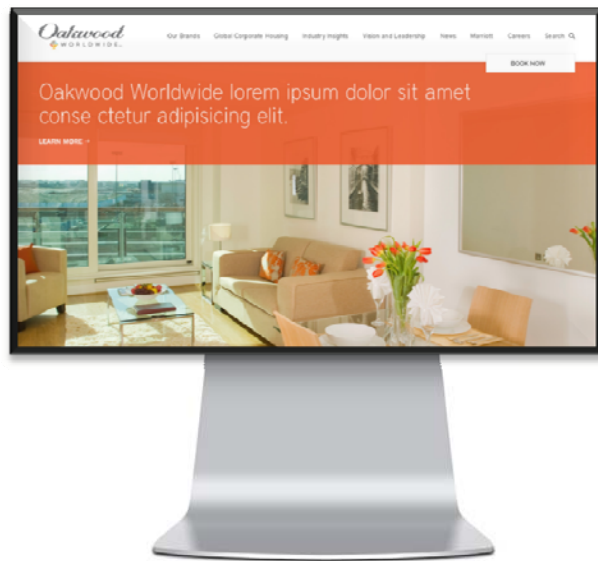 Oakwood
WORLDWIDE
Our Brands Global Corporate Housing Industry Insights Vision and Leadership News Marriott Careers Search
BOOK NOW
Oakwood Worldwide lorem ipsum dolor sit amet
conse ctetur adipisicing elit.
LEARN MORE